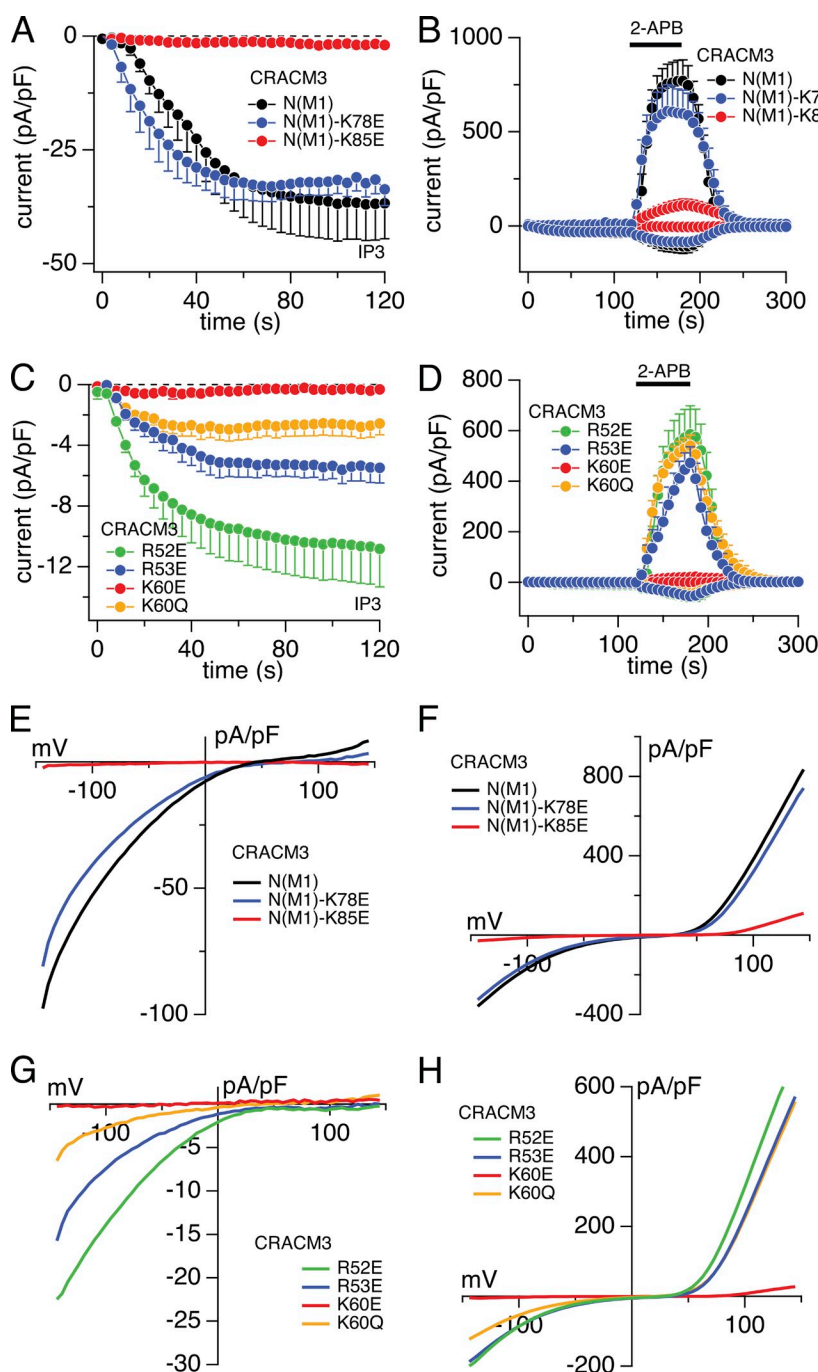 A
0
-25
-50
current (pA/pF)
CRACM3
N(M1)
N(M1)-K78E
N(M1)-K85E
IP3
0 40 80 120
time (s)
B
2-APB
1000
500
0
current (pA/pF)
CRACM3
N(M1)
N(M1)-K7
N(M1)-K8
0 100 200 300
time (s)
C
0
-4
-8
-12
current (pA/pF)
CRACM3
R52E
R53E
K60E
K60Q
IP3
0 40 80 120
time (s)
D
2-APB
800
600
400
200
0
current (pA/pF)
CRACM3
R52E
R53E
K60E
K60Q
0 100 200 300
time (s)
E
mV
pA/pF
-100 100
-50
-100
CRACM3
N(M1)
N(M1)-K78E
N(M1)-K85E
F
pA/pF
800
400
-400
mV
-100 100
CRACM3
N(M1)
N(M1)-K78E
N(M1)-K85E
G
mV
pA/pF
-100 100
-5
-10
-15
-20
-25
-30
CRACM3
R52E
R53E
K60E
K60Q
H
600
pA/pF
400
200
-200
mV
-100 100
CRACM3
R52E
R53E
K60E
K60Q